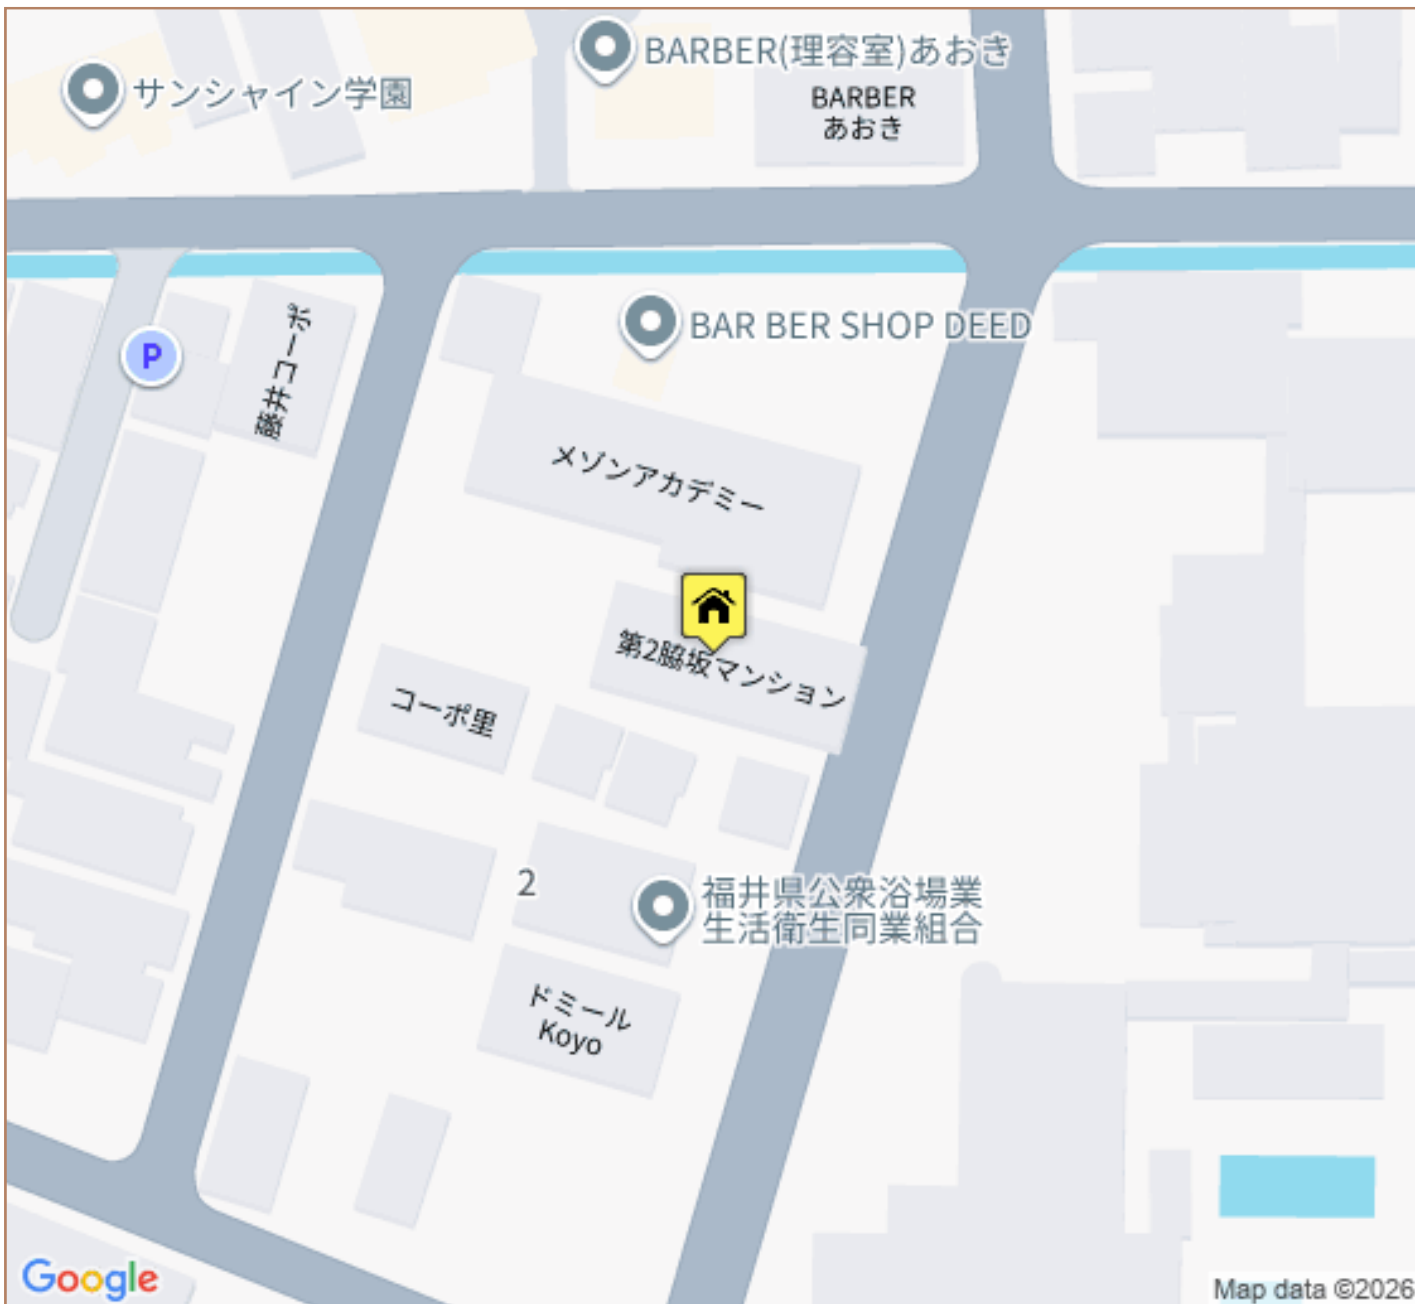 BARBER(理容室)あおき
サンシャイン学園
BARBER
あおき
BAR BER SHOP DEED
P
藤井コーポ
メゾンアカデミー
第2脇坂マンション
コーポ里
2
福井県公衆浴場業
生活衛生同業組合
ドミール
Koyo
Google
Map data ©2026